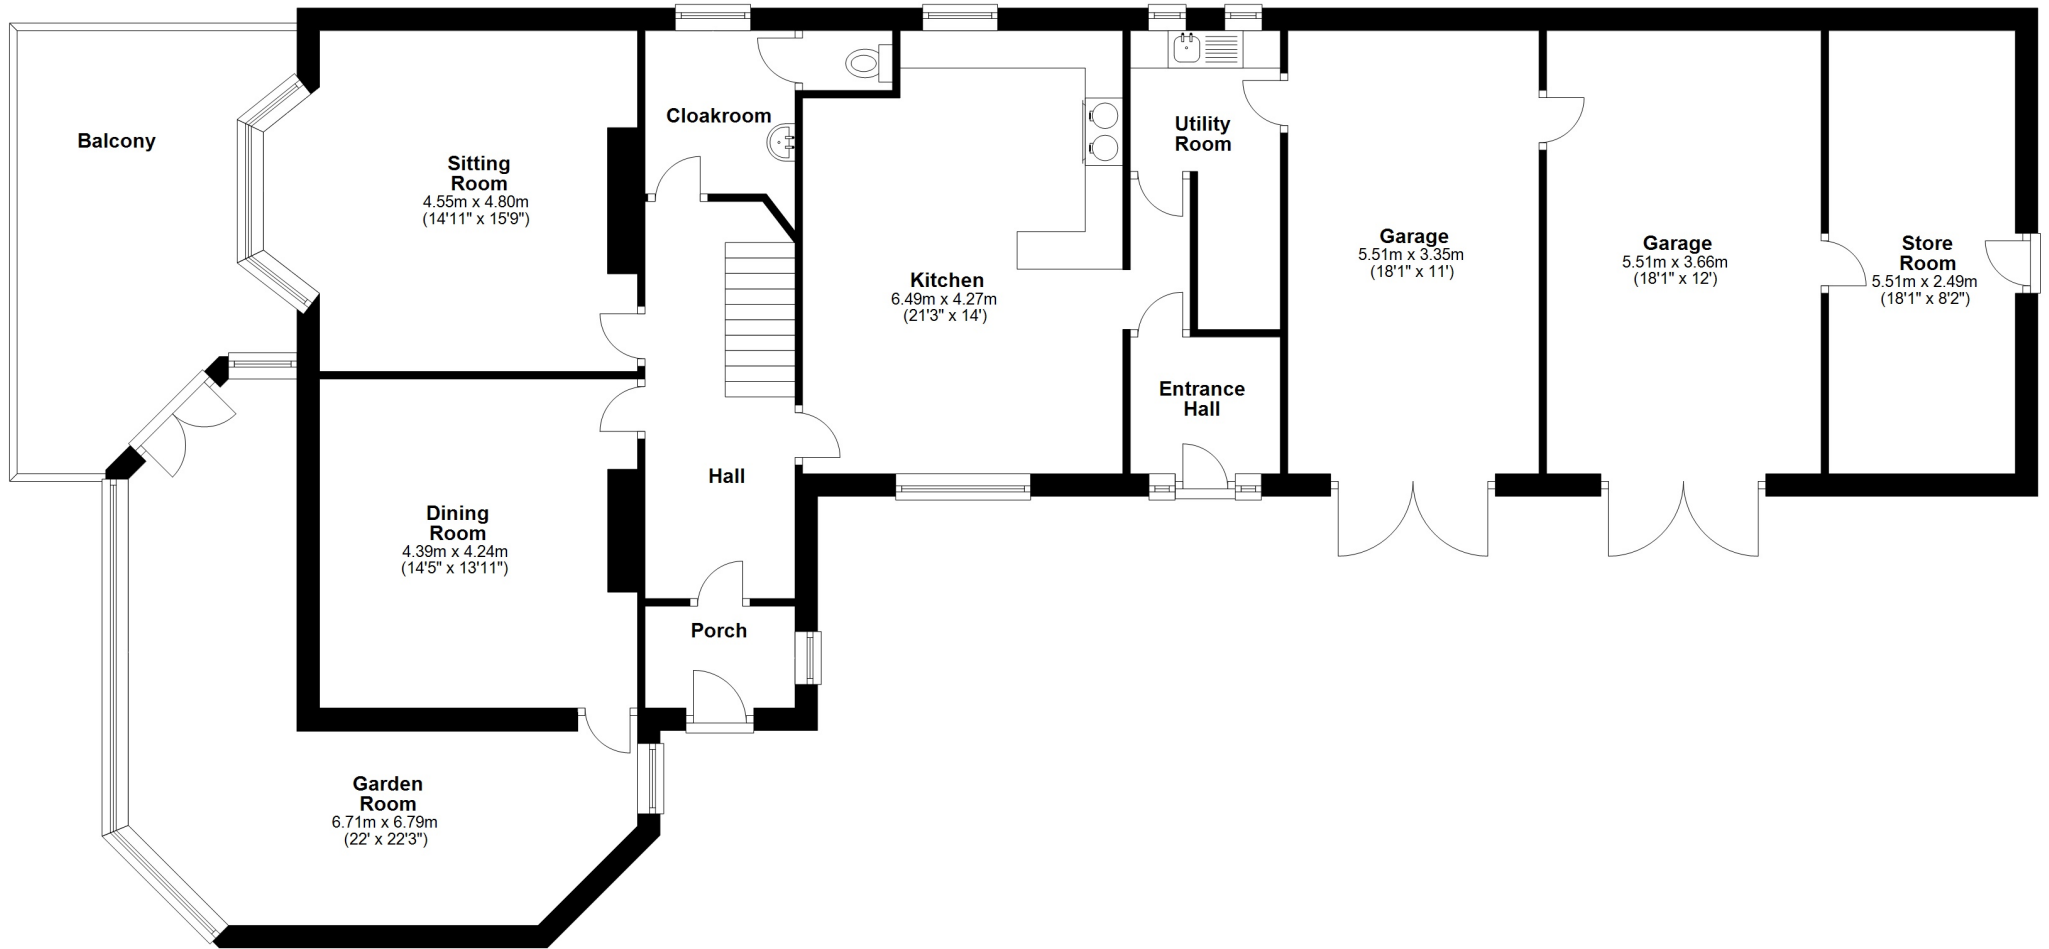 Balcony
Sitting
Room
4.55m x 4.80m
(14'11" x 15'9")
Cloakroom
Kitchen
6.49m x 4.27m
(21'3" x 14')
Utility
Room
Garage
5.51m x 3.35m
(18'1" x 11')
Garage
5.51m x 3.66m
(18'1" x 12')
Store
Room
5.51m x 2.49m
(18'1" x 8'2")
Entrance
Hall
Hall
Dining
Room
4.39m x 4.24m
(14'5" x 13'11")
Porch
Garden
Room
6.71m x 6.79m
(22' x 22'3")